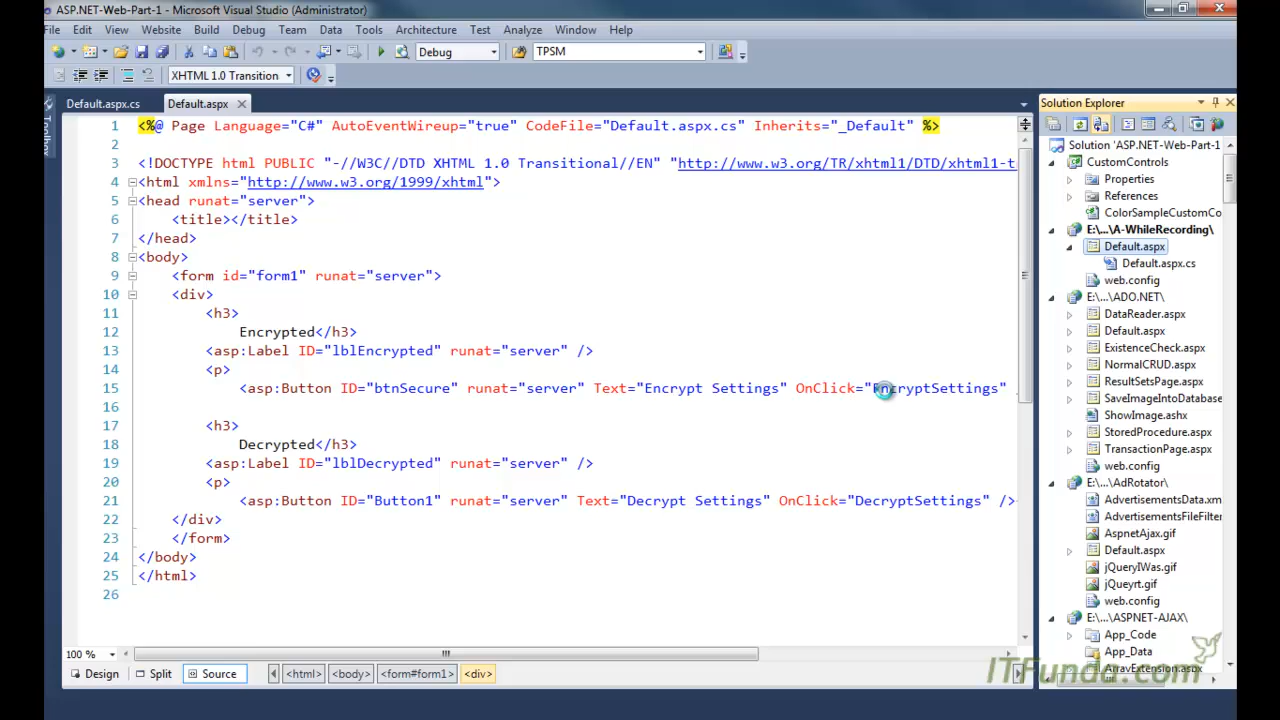 ASP.NET-Web-Part-1 - Microsoft Visual Studio (Administrator)
File Edit View Website Build Debug Team Data Tools Architecture Test Analyze Window Help
Debug TPSM
XHTML 1.0 Transition
Default.aspx.cs Default.aspx
1 <%@ Page Language="C#" AutoEventWireup="true" CodeFile="Default.aspx.cs" Inherits="_Default" %>
2
3 <!DOCTYPE html PUBLIC "-//W3C//DTD XHTML 1.0 Transitional//EN" "http://www.w3.org/TR/xhtml1/DTD/xhtml1-t
4 <html xmlns="http://www.w3.org/1999/xhtml">
5 <head runat="server">
6 <title></title>
7 </head>
8 <body>
9 <form id="form1" runat="server">
10 <div>
11 <h3>
12 Encrypted</h3>
13 <asp:Label ID="lblEncrypted" runat="server" />
14 <p>
15 <asp:Button ID="btnSecure" runat="server" Text="Encrypt Settings" OnClick="EncryptSettings"
16
17 <h3>
18 Decrypted</h3>
19 <asp:Label ID="lblDecrypted" runat="server" />
20 <p>
21 <asp:Button ID="Button1" runat="server" Text="Decrypt Settings" OnClick="DecryptSettings" />
22 </div>
23 </form>
24 </body>
25 </html>
26
100 %
Design Split Source <html> <body> <form#form1> <div>
Toolbox
Solution Explorer
Solution 'ASP.NET-Web-Part-1
CustomControls
Properties
References
ColorSampleCustomCo
E:\...\A-WhileRecording\
Default.aspx
Default.aspx.cs
web.config
E:\...\ADO.NET\
DataReader.aspx
Default.aspx
ExistenceCheck.aspx
NormalCRUD.aspx
ResultSetsPage.aspx
SaveImageIntoDatabase
ShowImage.ashx
StoredProcedure.aspx
TransactionPage.aspx
web.config
E:\...\AdRotator\
AdvertisementsData.xm
AdvertisementsFileFilter
AspnetAjax.gif
Default.aspx
jQueryIWas.gif
jQueyrt.gif
web.config
E:\...\ASPNET-AJAX\
App_Code
App_Data
ArrayExtension.aspx
ITFunda.com